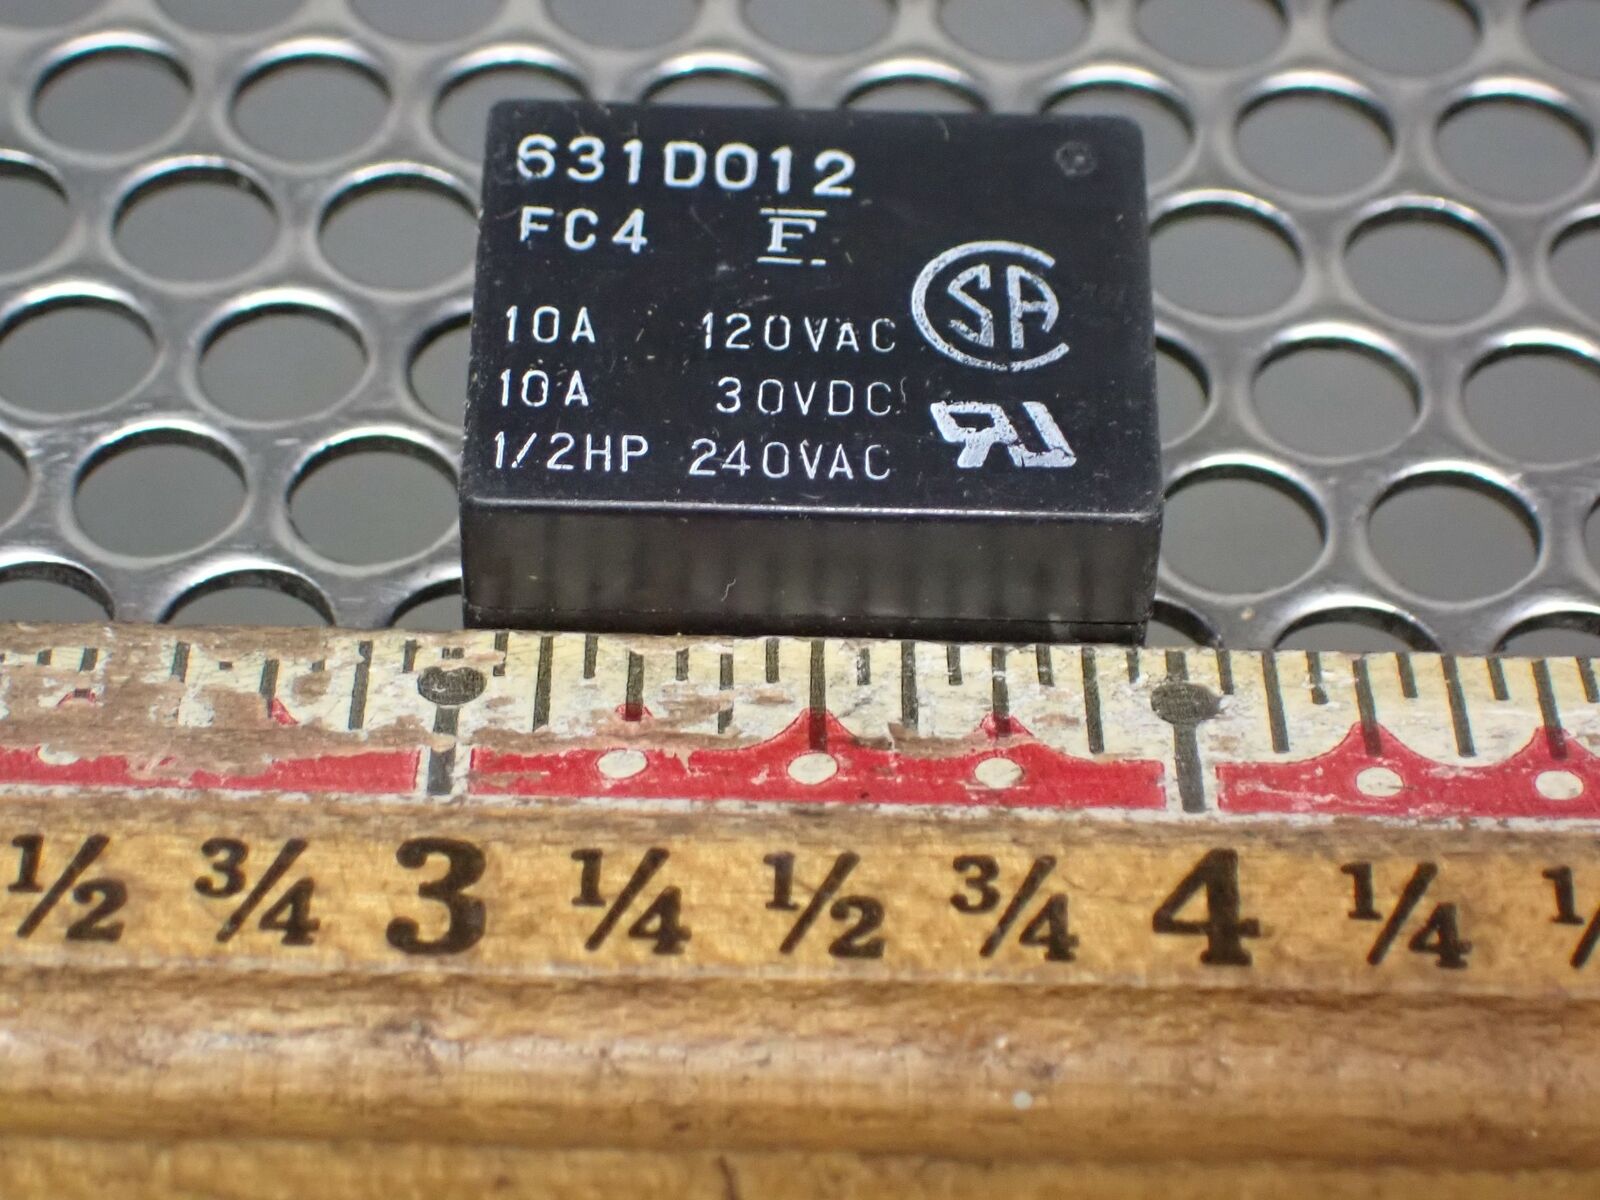 631D012
FC4 F
10A 120VAC
10A 30VDC
1/2HP 240VAC
SA
RU
1/2 3/4 3 1/4 1/2 3/4 4 1/4